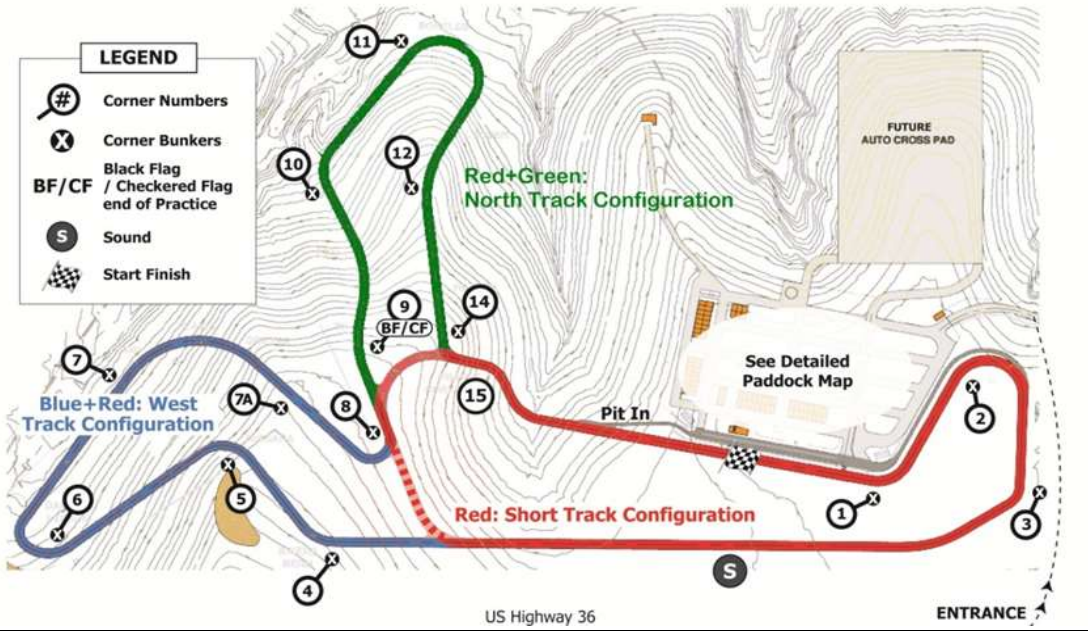 LEGEND
#
Corner Numbers
X
Corner Bunkers
BF/CF
Black Flag
/ Checkered Flag
end of Practice
S
Sound
Start Finish
11
10
12
Red+Green:
North Track Configuration
FUTURE
AUTO CROSS PAD
9
BF/CF
14
7
7A
8
15
Blue+Red: West
Track Configuration
See Detailed
Paddock Map
Pit In
2
6
5
Red: Short Track Configuration
1
3
4
S
US Highway 36
ENTRANCE